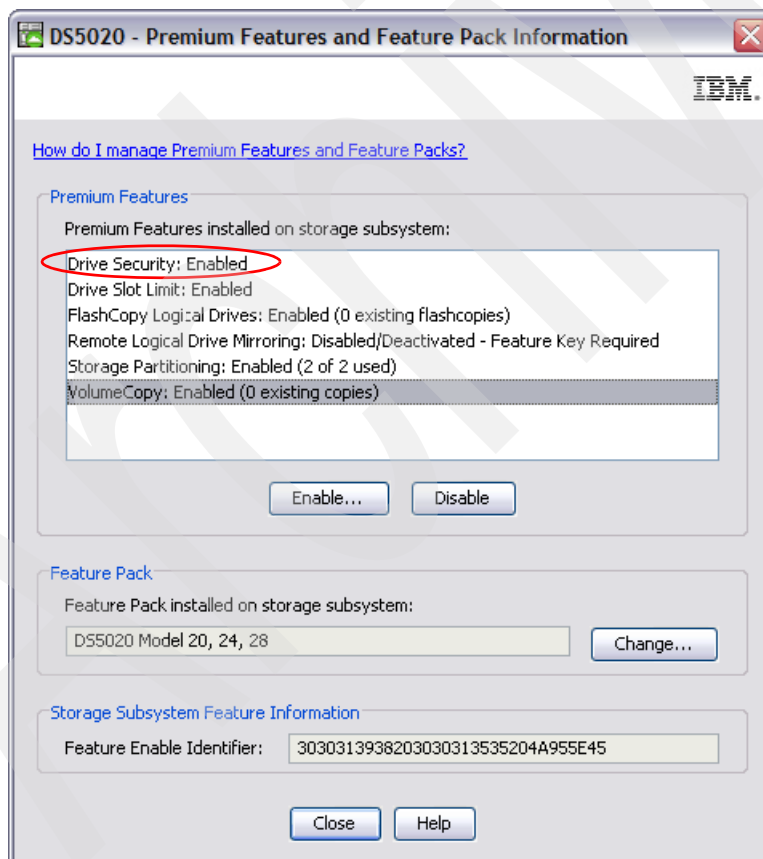 DS5020 - Premium Features and Feature Pack Information
IBM.
How do I manage Premium Features and Feature Packs?
Premium Features
Premium Features installed on storage subsystem:
Drive Security: Enabled
Drive Slot Limit: Enabled
FlashCopy Logical Drives: Enabled (0 existing flashcopies)
Remote Logical Drive Mirroring: Disabled/Deactivated - Feature Key Required
Storage Partitioning: Enabled (2 of 2 used)
VolumeCopy: Enabled (0 existing copies)
Enable... Disable
Feature Pack
Feature Pack installed on storage subsystem:
DS5020 Model 20, 24, 28 Change...
Storage Subsystem Feature Information
Feature Enable Identifier: 3030313938203030313535204A955E45
Close Help